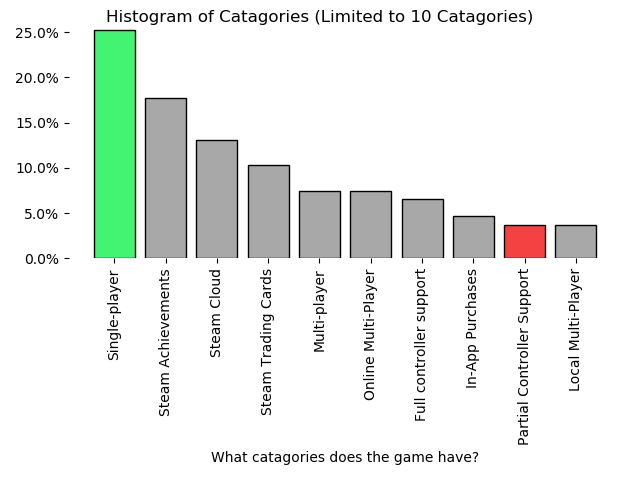 Histogram of Catagories (Limited to 10 Catagories)
25.0%
20.0%
15.0%
10.0%
5.0%
0.0%
Single-player
Steam Achievements
Steam Cloud
Steam Trading Cards
Multi-player
Online Multi-Player
Full controller support
In-App Purchases
Partial Controller Support
Local Multi-Player
What catagories does the game have?